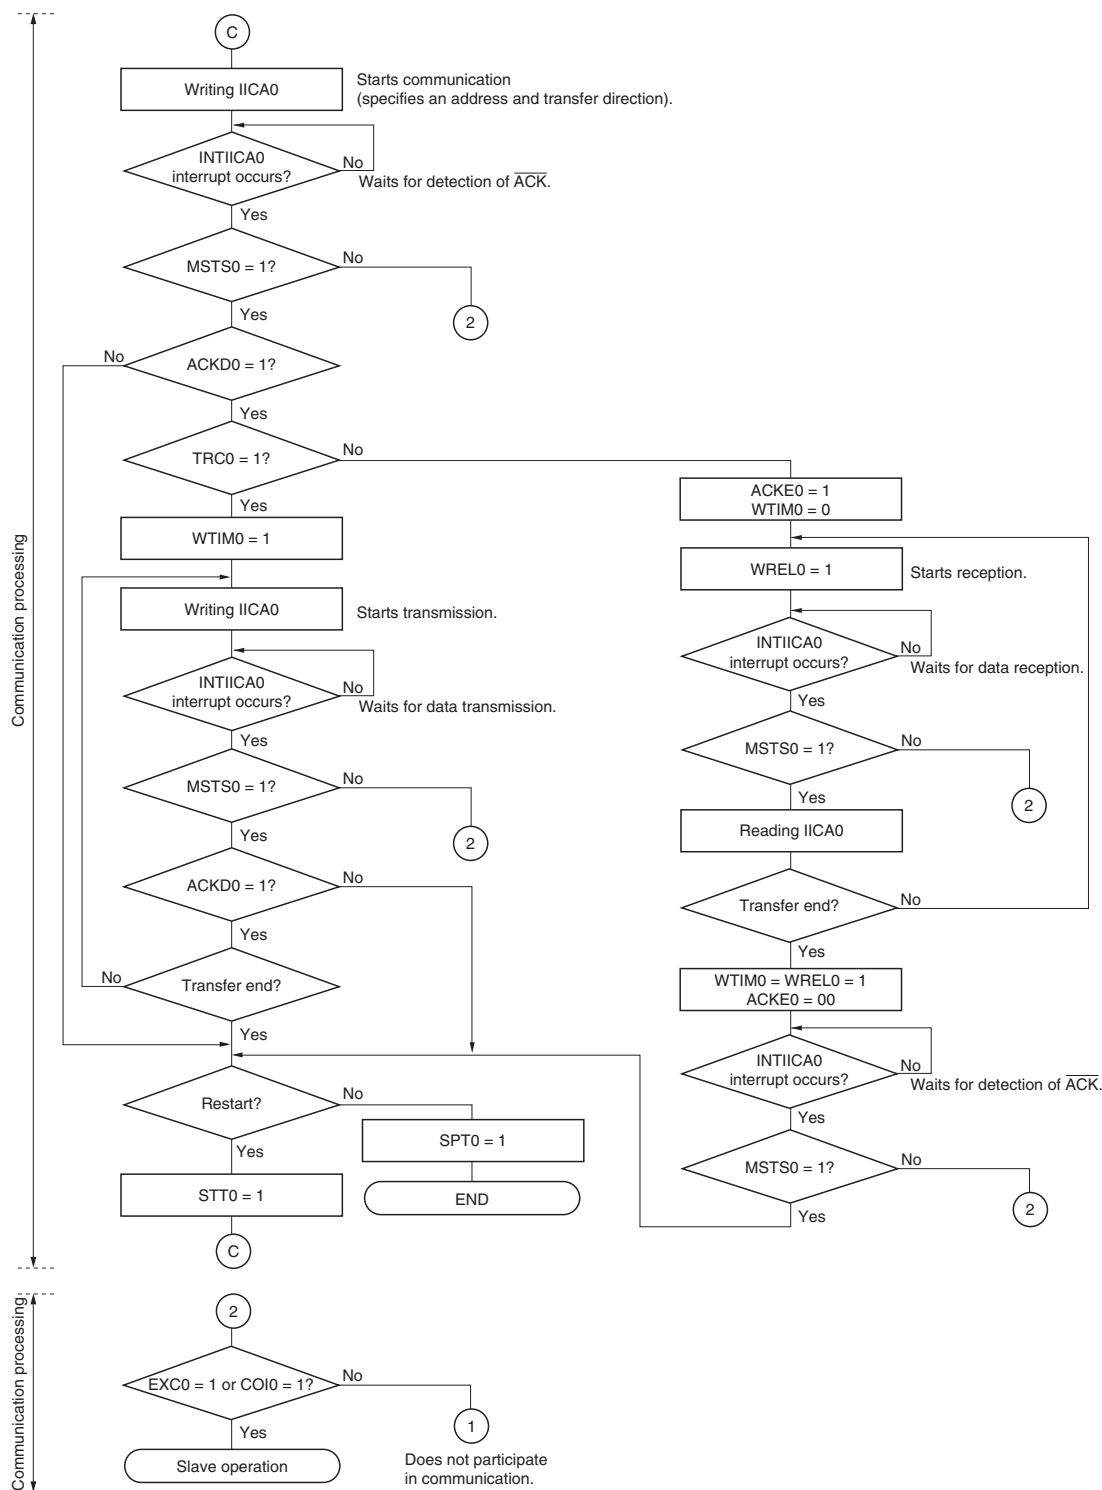 C
Writing IICA0
Starts communication
(specifies an address and transfer direction).
INTIICA0
interrupt occurs?
No
Waits for detection of ACK.
Yes
MSTS0 = 1?
No
2
Yes
ACKD0 = 1?
No
Yes
TRC0 = 1?
No
Yes
WTIM0 = 1
Writing IICA0
Starts transmission.
INTIICA0
interrupt occurs?
No
Waits for data transmission.
Yes
MSTS0 = 1?
No
2
Yes
ACKD0 = 1?
No
Yes
Transfer end?
No
Yes
Restart?
No
SPT0 = 1
END
Yes
STT0 = 1
C
ACKE0 = 1
WTIM0 = 0
WREL0 = 1
Starts reception.
INTIICA0
interrupt occurs?
No
Waits for data reception.
Yes
MSTS0 = 1?
No
2
Yes
Reading IICA0
Transfer end?
No
Yes
WTIM0 = WREL0 = 1
ACKE0 = 00
INTIICA0
interrupt occurs?
No
Waits for detection of ACK.
Yes
MSTS0 = 1?
No
2
Yes
Communication processing
2
EXC0 = 1 or COI0 = 1?
No
1
Does not participate
in communication.
Yes
Slave operation
Communication processing